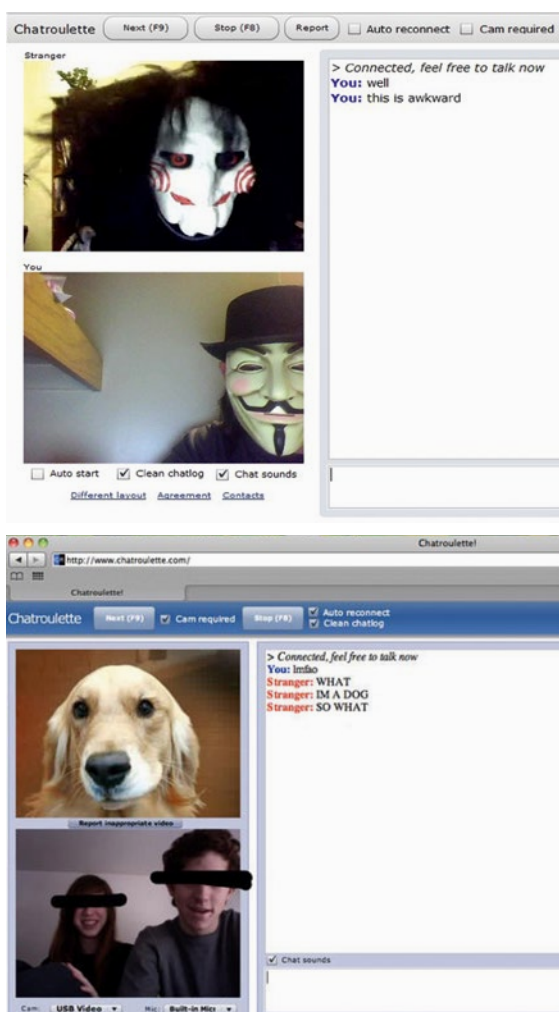 Chatroulette Next (F9) Stop (F8) Report Auto reconnect Cam required
Stranger
> Connected, feel free to talk now
You: well
You: this is awkward
You
Auto start Clean chatlog Chat sounds
Different layout Agreement Contacts
Chatroulette!
http://www.chatroulette.com/
Chatroulette!
Chatroulette Next (F9) Cam required Stop (F8) Auto reconnect
Clean chatlog
> Connected, feel free to talk now
You: lmfao
Stranger: WHAT
Stranger: IM A DOG
Stranger: SO WHAT
Report inappropriate video
Chat sounds
Cam: USB Video Mic: Built-in Micr